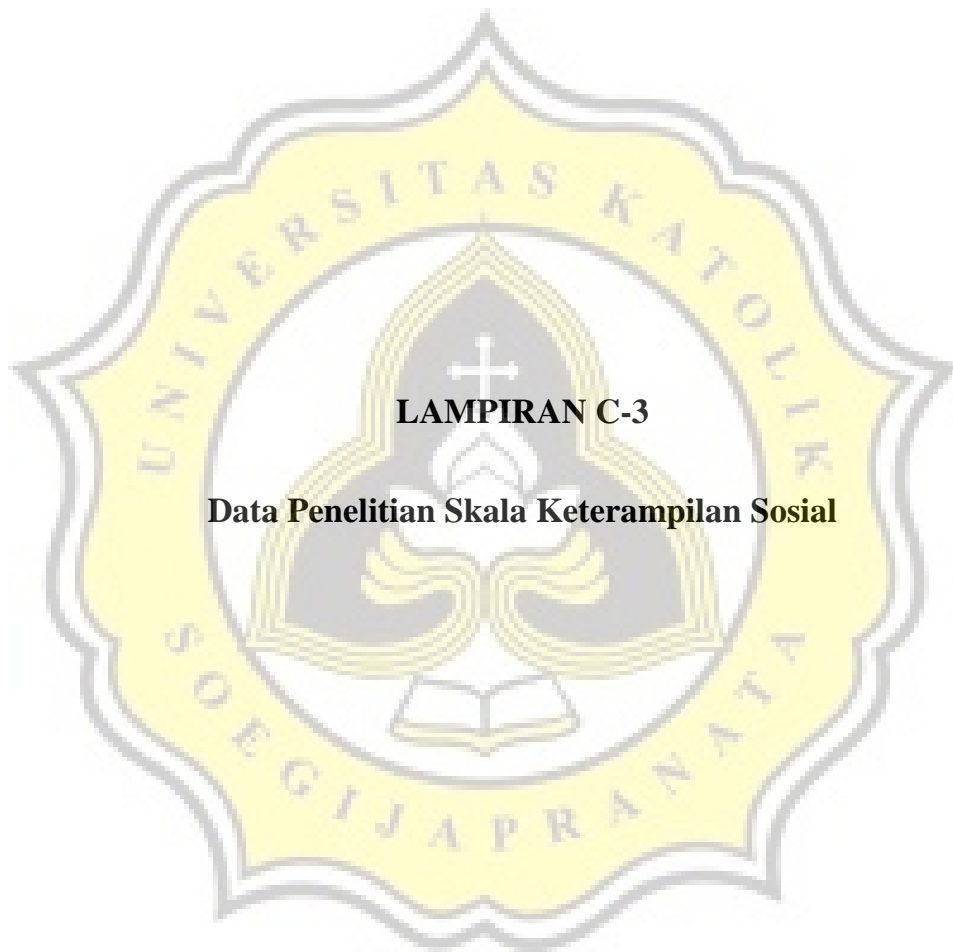 UNIVERSITAS KATOLIK
LAMPIRAN C-3
Data Penelitian Skala Keterampilan Sosial
SOEGIJAPRANATA